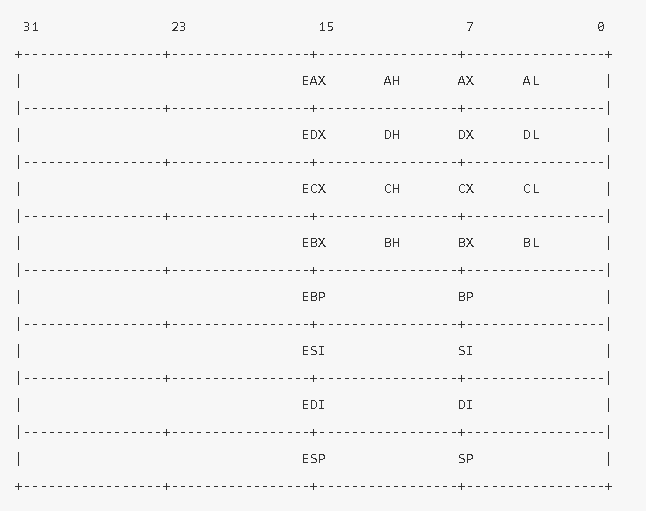 31                23               15                7               0
+-----------------+-----------------+-----------------+-----------------+
|                                  EAX       AH       AX      AL        |
|-----------------+-----------------+-----------------+-----------------|
|                                  EDX       DH       DX      DL        |
|-----------------+-----------------+-----------------+-----------------|
|                                  ECX       CH       CX      CL        |
|-----------------+-----------------+-----------------+-----------------|
|                                  EBX       BH       BX      BL        |
|-----------------+-----------------+-----------------+-----------------|
|                                  EBP                BP                |
|-----------------+-----------------+-----------------+-----------------|
|                                  ESI                SI                |
|-----------------+-----------------+-----------------+-----------------|
|                                  EDI                DI                |
|-----------------+-----------------+-----------------+-----------------|
|                                  ESP                SP                |
+-----------------+-----------------+-----------------+-----------------+